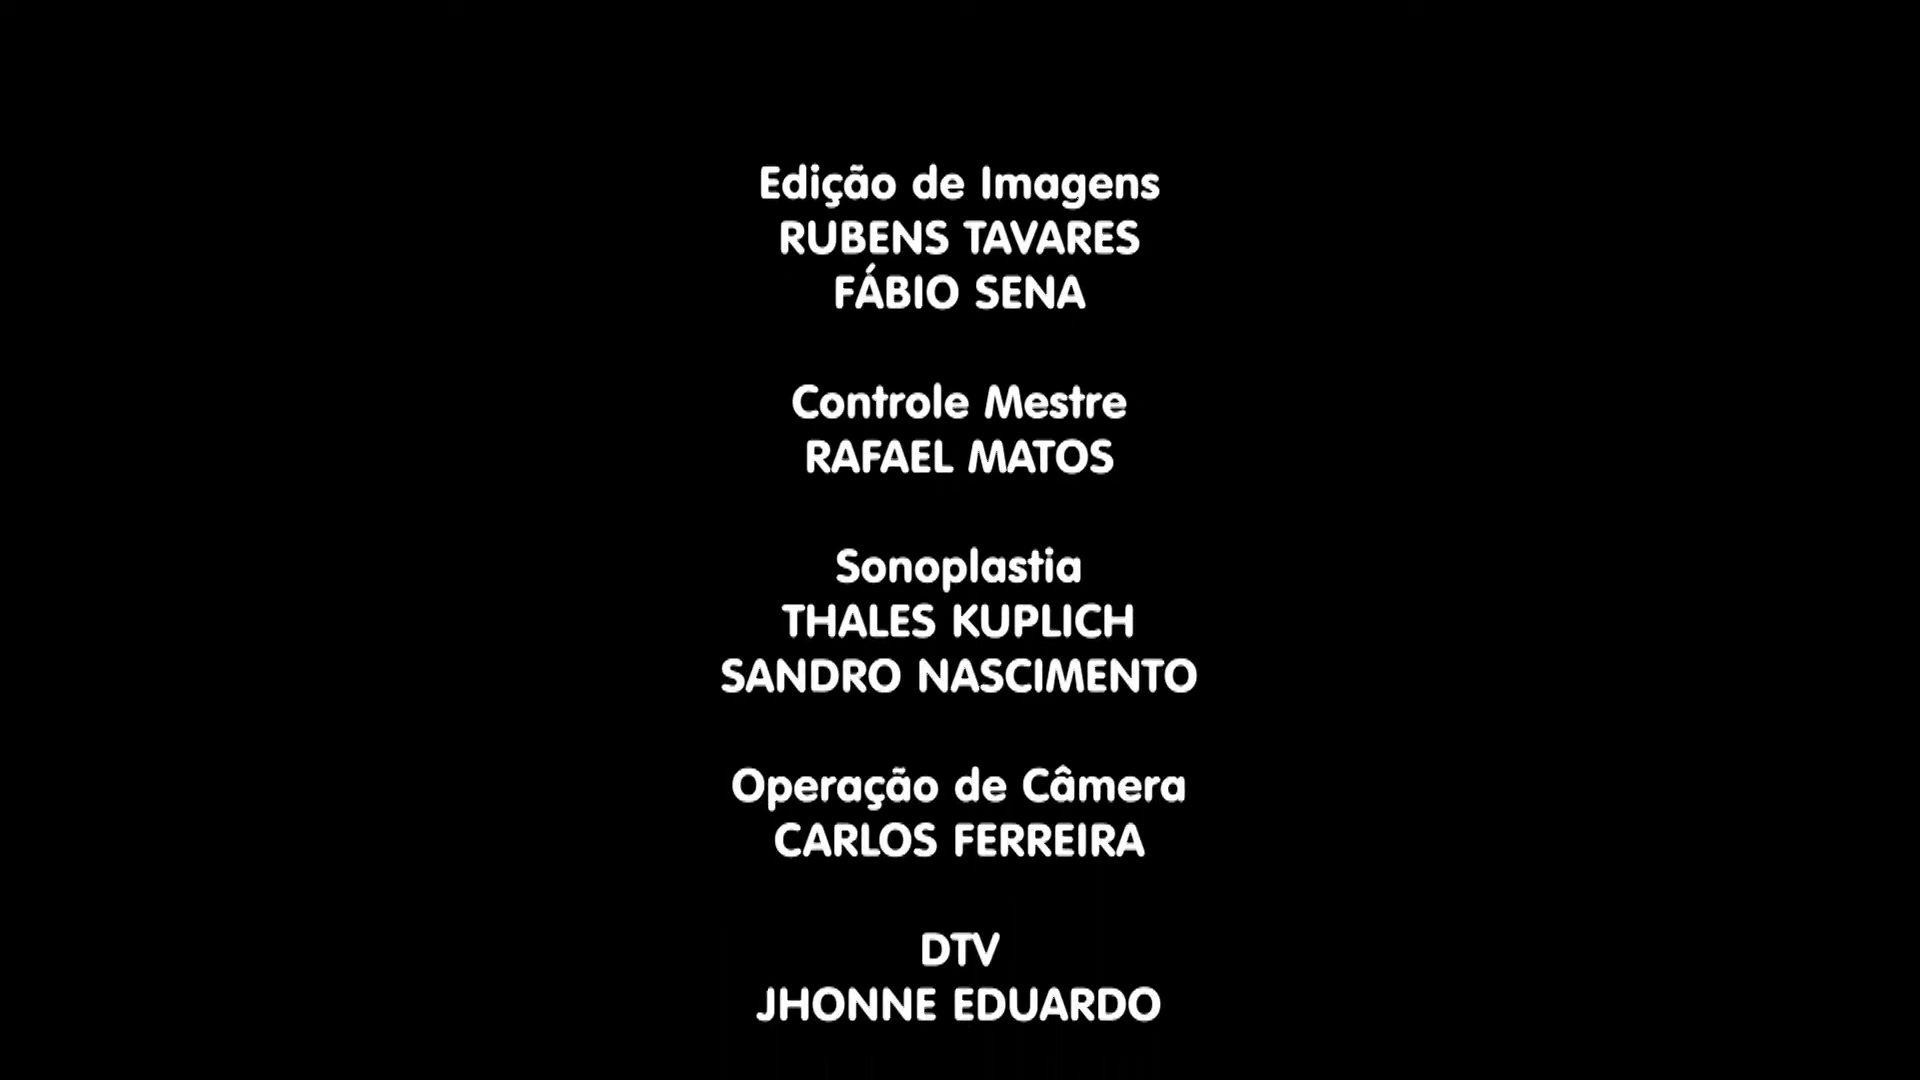 Edição de Imagens
RUBENS TAVARES
FÁBIO SENA
Controle Mestre
RAFAEL MATOS
Sonoplastia
THALES KUPLICH
SANDRO NASCIMENTO
Operação de Câmera
CARLOS FERREIRA
DTV
JHONNE EDUARDO